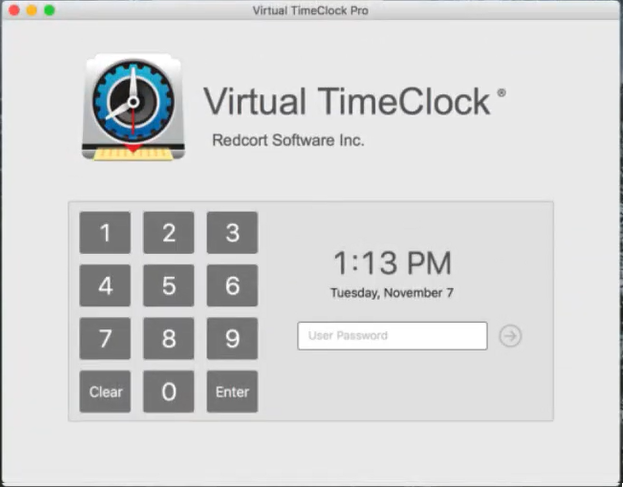 Virtual TimeClock Pro
Virtual TimeClock ®
Redcort Software Inc.
1 2 3
4 5 6
7 8 9
Clear 0 Enter
1:13 PM
Tuesday, November 7
User Password